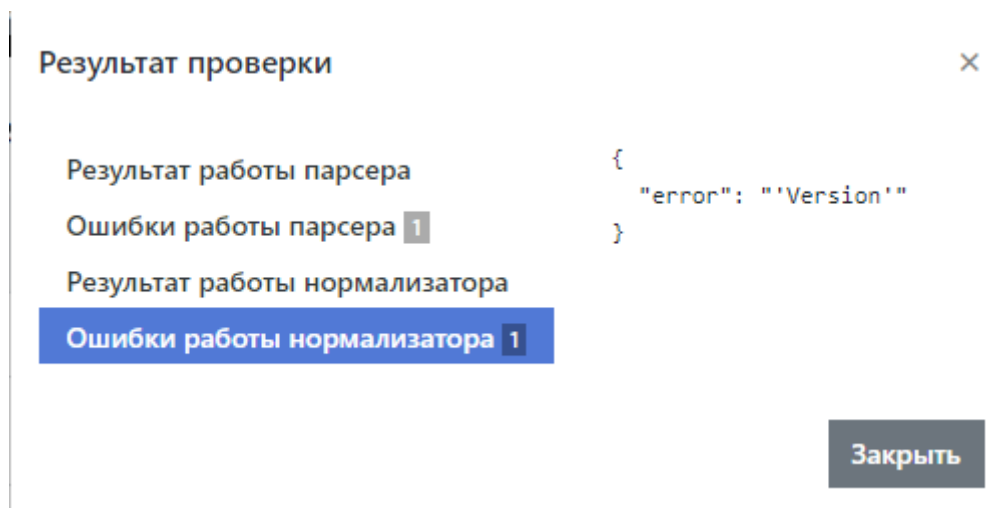 Результат проверки
×
Результат работы парсера
Ошибки работы парсера 1
Результат работы нормализатора
Ошибки работы нормализатора 1
{
"error": "'Version'"
}
Закрыть